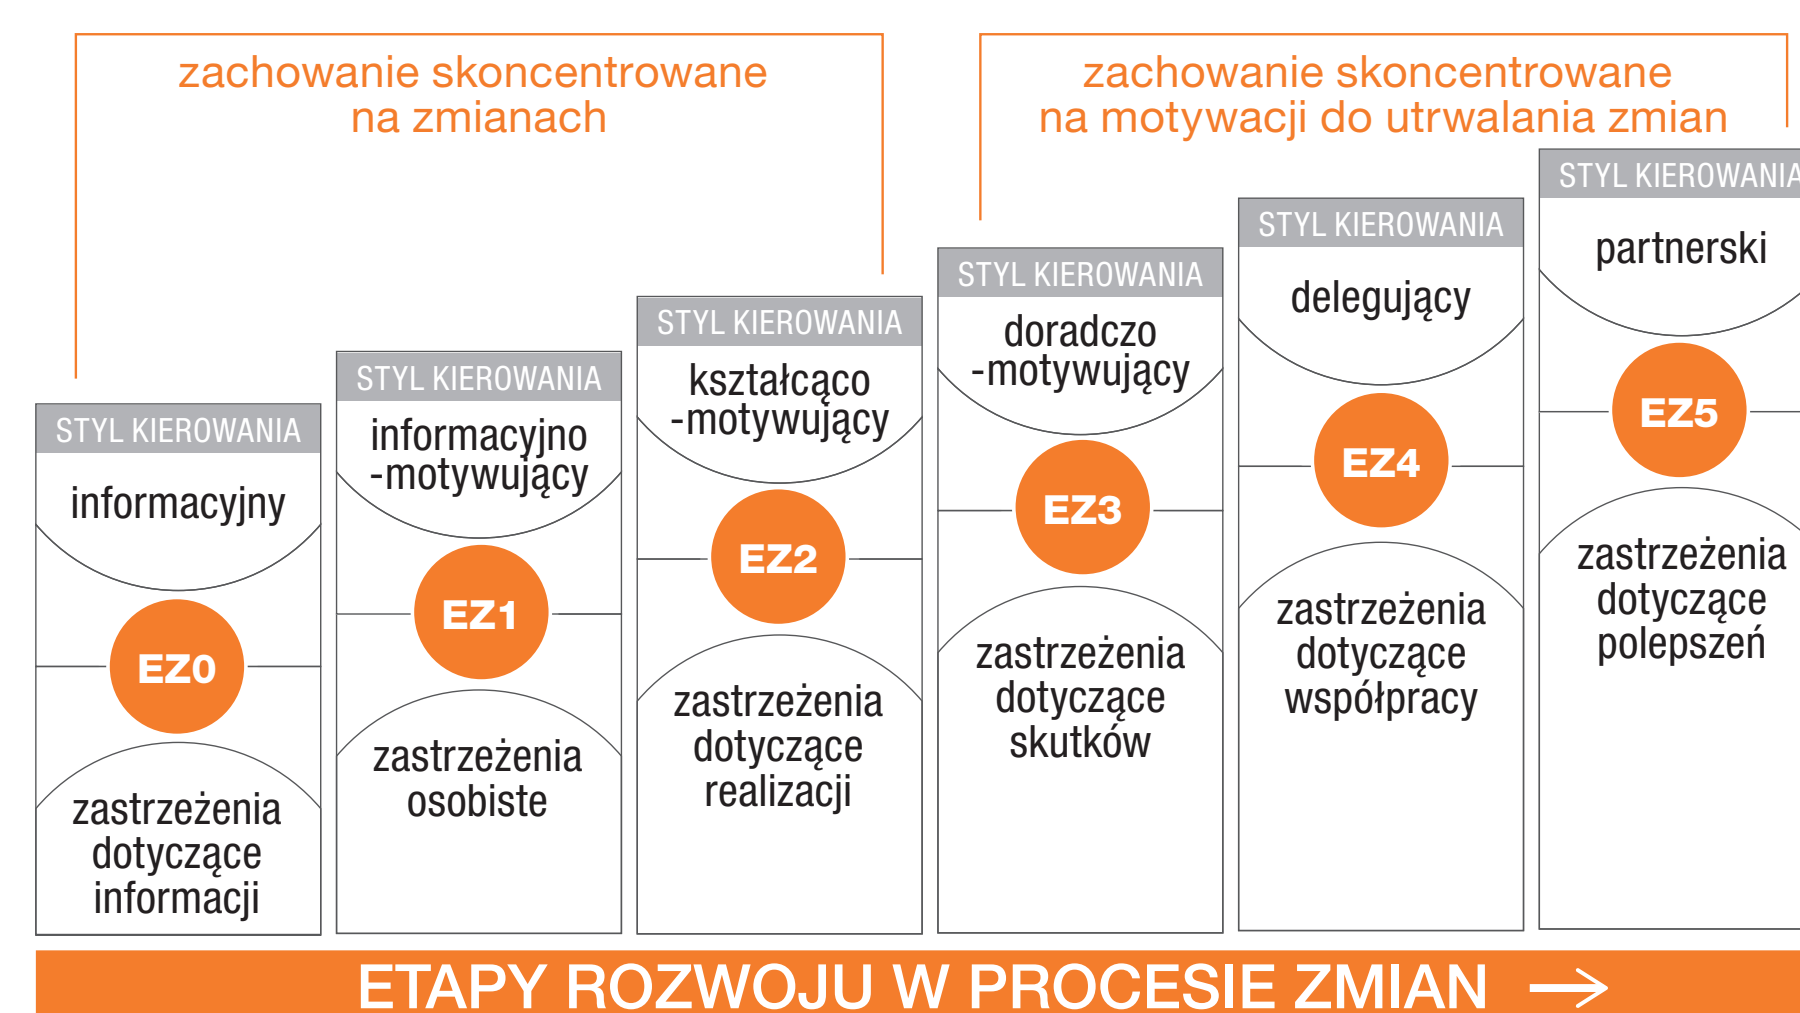 zachowanie skoncentrowane
na zmianach
zachowanie skoncentrowane
na motywacji do utrwalania zmian
STYL KIEROWANIA
informacyjny
EZ0
zastrzeżenia
dotyczące
informacji
STYL KIEROWANIA
informacyjno
-motywujący
EZ1
zastrzeżenia
osobiste
STYL KIEROWANIA
kształcąco
-motywujący
EZ2
zastrzeżenia
dotyczące
realizacji
STYL KIEROWANIA
doradczo
-motywujący
EZ3
zastrzeżenia
dotyczące
skutków
STYL KIEROWANIA
delegujący
EZ4
zastrzeżenia
dotyczące
współpracy
STYL KIEROWANIA
partnerski
EZ5
zastrzeżenia
dotyczące
polepszeń
ETAPY ROZWOJU W PROCESIE ZMIAN →